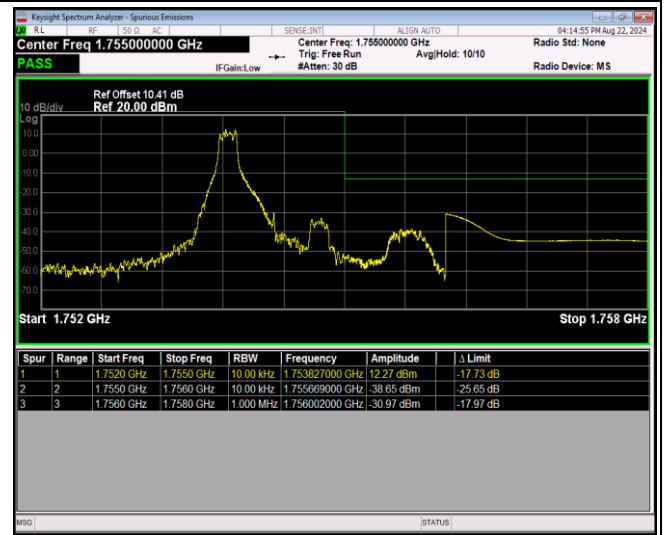 Keysight Spectrum Analyzer - Spurious Emissions
RL RF 50 Ω AC SENSE:INT ALIGN AUTO 04:14:55 PM Aug 22, 2024
Center Freq 1.755000000 GHz Center Freq: 1.755000000 GHz Radio Std: None
Trig: Free Run Avg|Hold: 10/10
PASS IFGain:Low #Atten: 30 dB Radio Device: MS
Ref Offset 10.41 dB
10 dB/div Ref 20.00 dBm
Log
10.0
0.00
-10.0
-20.0
-30.0
-40.0
-50.0
-60.0
-70.0
Start 1.752 GHz Stop 1.758 GHz
Spur Range Start Freq Stop Freq RBW Frequency Amplitude Δ Limit
1 1 1.7520 GHz 1.7550 GHz 10.00 kHz 1.753827000 GHz 12.27 dBm -17.73 dB
2 2 1.7550 GHz 1.7560 GHz 10.00 kHz 1.755669000 GHz -38.65 dBm -25.65 dB
3 3 1.7560 GHz 1.7580 GHz 1.000 MHz 1.756002000 GHz -30.97 dBm -17.97 dB
MSG STATUS